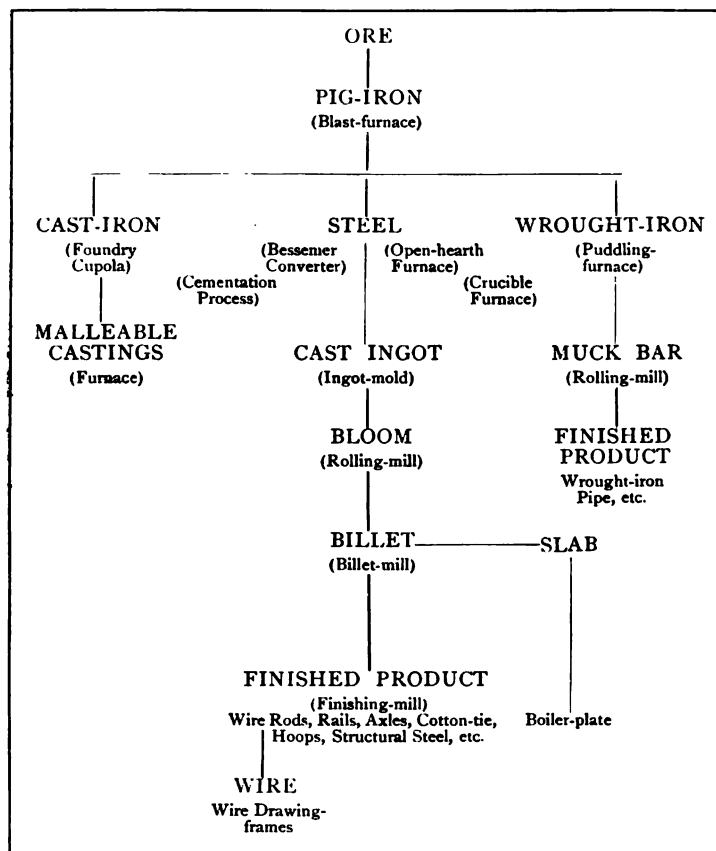 ORE
PIG-IRON
(Blast-furnace)
CAST-IRON
(Foundry
Cupola)
STEEL
(Bessemer
Converter)
(Open-hearth
Furnace)
(Cementation
Process)
(Crucible
Furnace)
WROUGHT-IRON
(Puddling-
furnace)
MALLEABLE
CASTINGS
(Furnace)
CAST INGOT
(Ingot-mold)
MUCK BAR
(Rolling-mill)
BLOOM
(Rolling-mill)
FINISHED
PRODUCT
Wrought-iron
Pipe, etc.
BILLET
(Billet-mill)
SLAB
FINISHED PRODUCT
(Finishing-mill)
Wire Rods, Rails, Axles, Cotton-tie,
Hoops, Structural Steel, etc.
Boiler-plate
WIRE
Wire Drawing-
frames